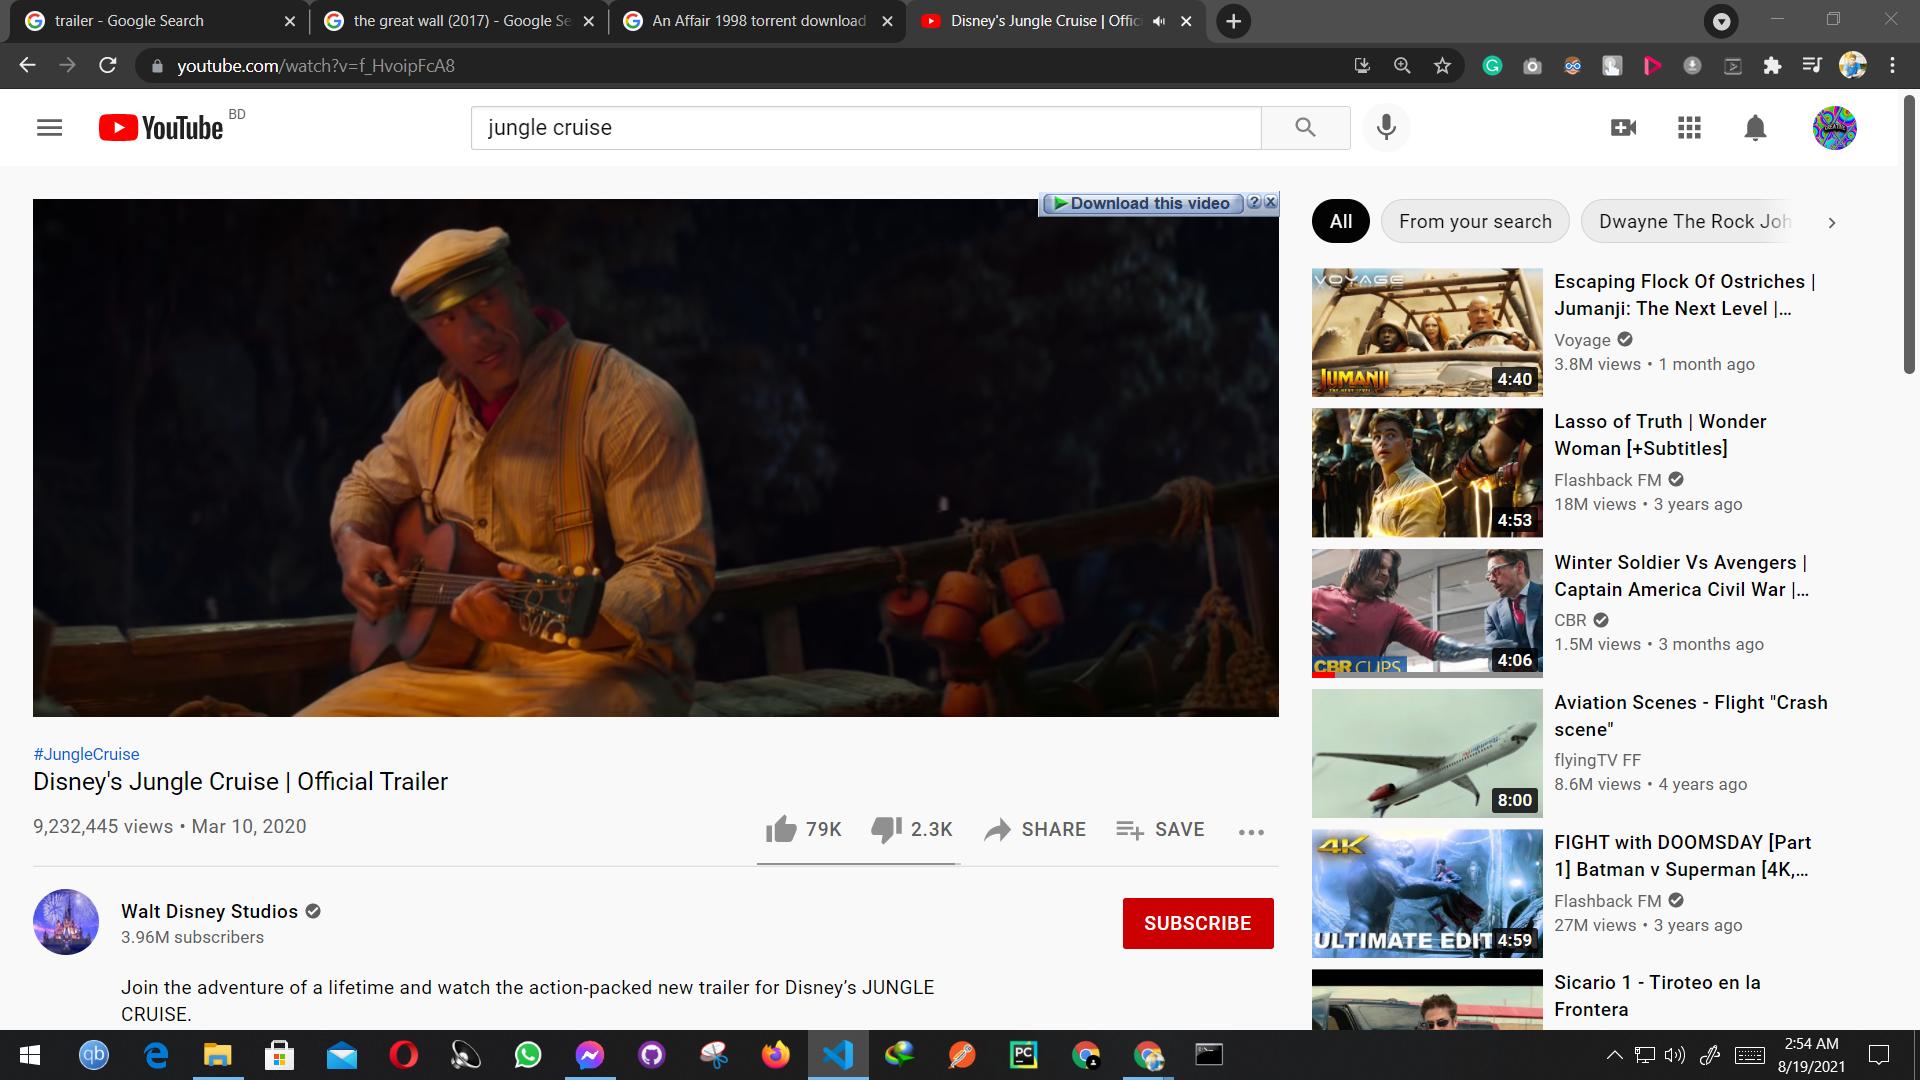 trailer - Google Search
the great wall (2017) - Google Se
An Affair 1998 torrent download
Disney's Jungle Cruise | Offic
youtube.com/watch?v=f_HvoipFcA8
YouTube BD
jungle cruise
Download this video
All
From your search
Dwayne The Rock Joh
VOYAGE
JUMANJI
4:40
Escaping Flock Of Ostriches |
Jumanji: The Next Level |...
Voyage
3.8M views • 1 month ago
4:53
Lasso of Truth | Wonder
Woman [+Subtitles]
Flashback FM
18M views • 3 years ago
CBR CLIPS
4:06
Winter Soldier Vs Avengers |
Captain America Civil War |...
CBR
1.5M views • 3 months ago
8:00
Aviation Scenes - Flight "Crash
scene"
flyingTV FF
8.6M views • 4 years ago
4K
ULTIMATE EDIT
4:59
FIGHT with DOOMSDAY [Part
1] Batman v Superman [4K,...
Flashback FM
27M views • 3 years ago
Sicario 1 - Tiroteo en la
Frontera
#JungleCruise
Disney's Jungle Cruise | Official Trailer
9,232,445 views • Mar 10, 2020
79K
2.3K
SHARE
SAVE
Walt Disney Studios
3.96M subscribers
SUBSCRIBE
Join the adventure of a lifetime and watch the action-packed new trailer for Disney’s JUNGLE
CRUISE.
qb
PC
2:54 AM
8/19/2021